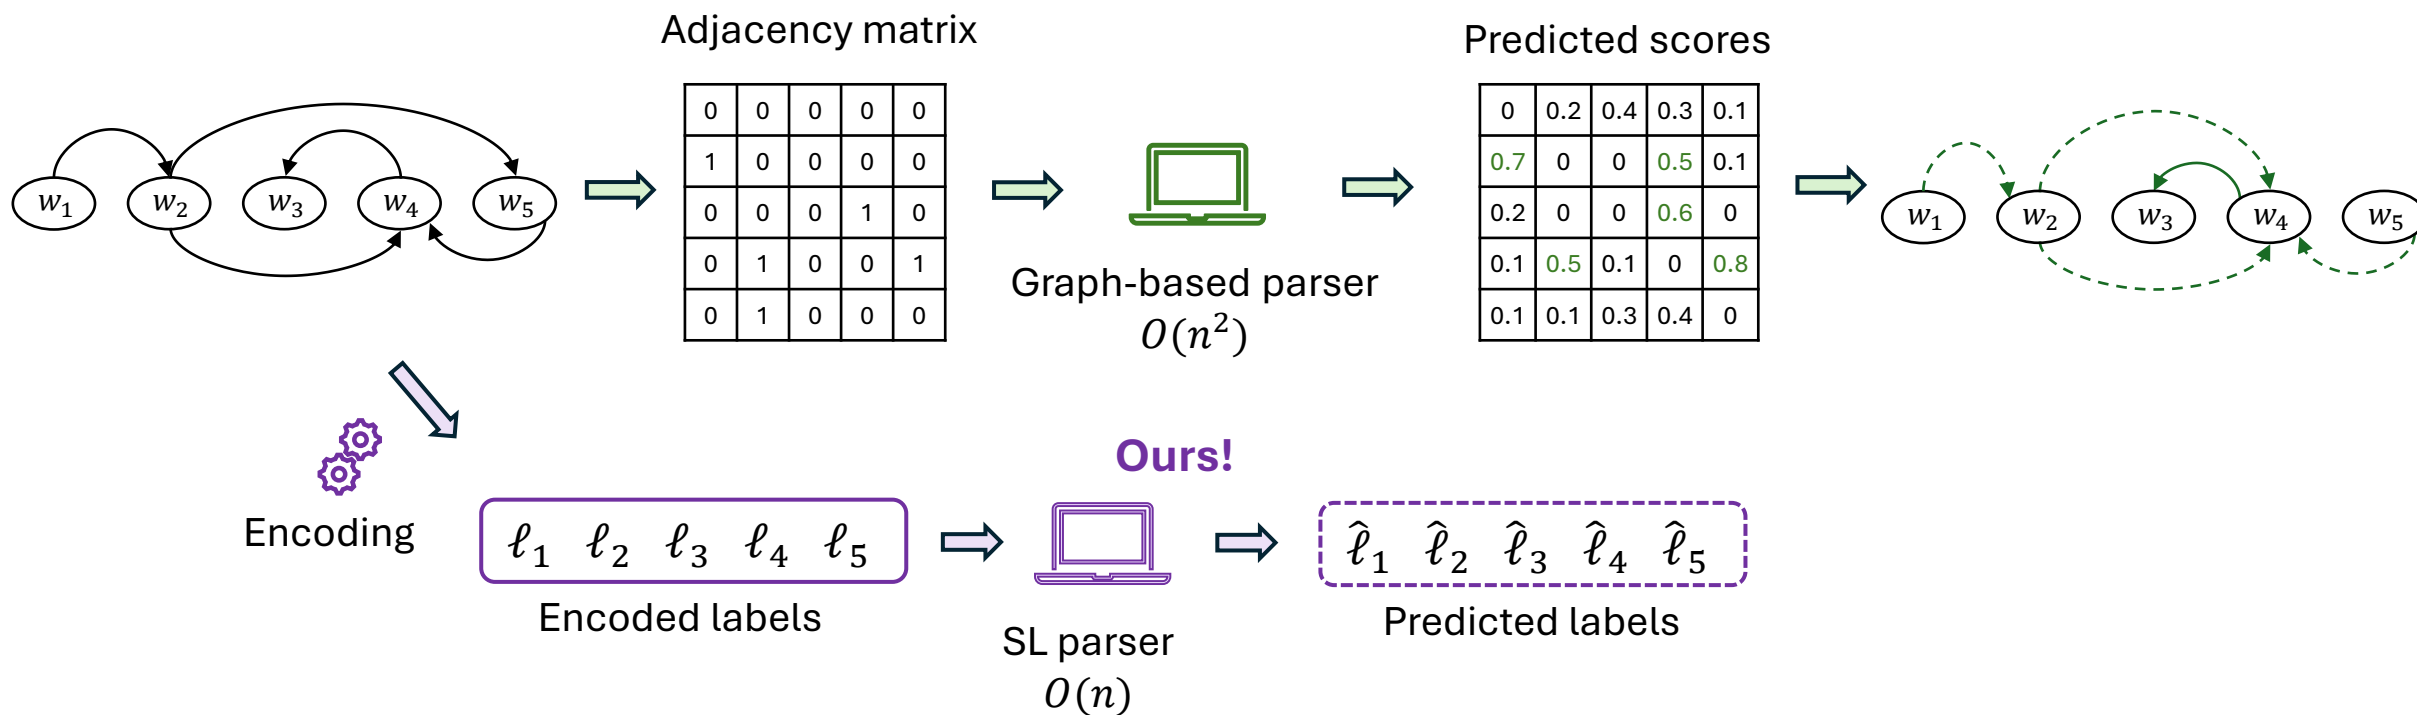 Adjacency matrix
Predicted scores
w₁ w₂ w₃ w₄ w₅
0 0 0 0 0
1 0 0 0 0
0 0 0 1 0
0 1 0 0 1
0 1 0 0 0
Graph-based parser
O(n²)
0 0.2 0.4 0.3 0.1
0.7 0 0 0.5 0.1
0.2 0 0 0.6 0
0.1 0.5 0.1 0 0.8
0.1 0.1 0.3 0.4 0
w₁ w₂ w₃ w₄ w₅
Encoding
ℓ₁ ℓ₂ ℓ₃ ℓ₄ ℓ₅
Encoded labels
Ours!
SL parser
O(n)
ℓ̂₁ ℓ̂₂ ℓ̂₃ ℓ̂₄ ℓ̂₅
Predicted labels